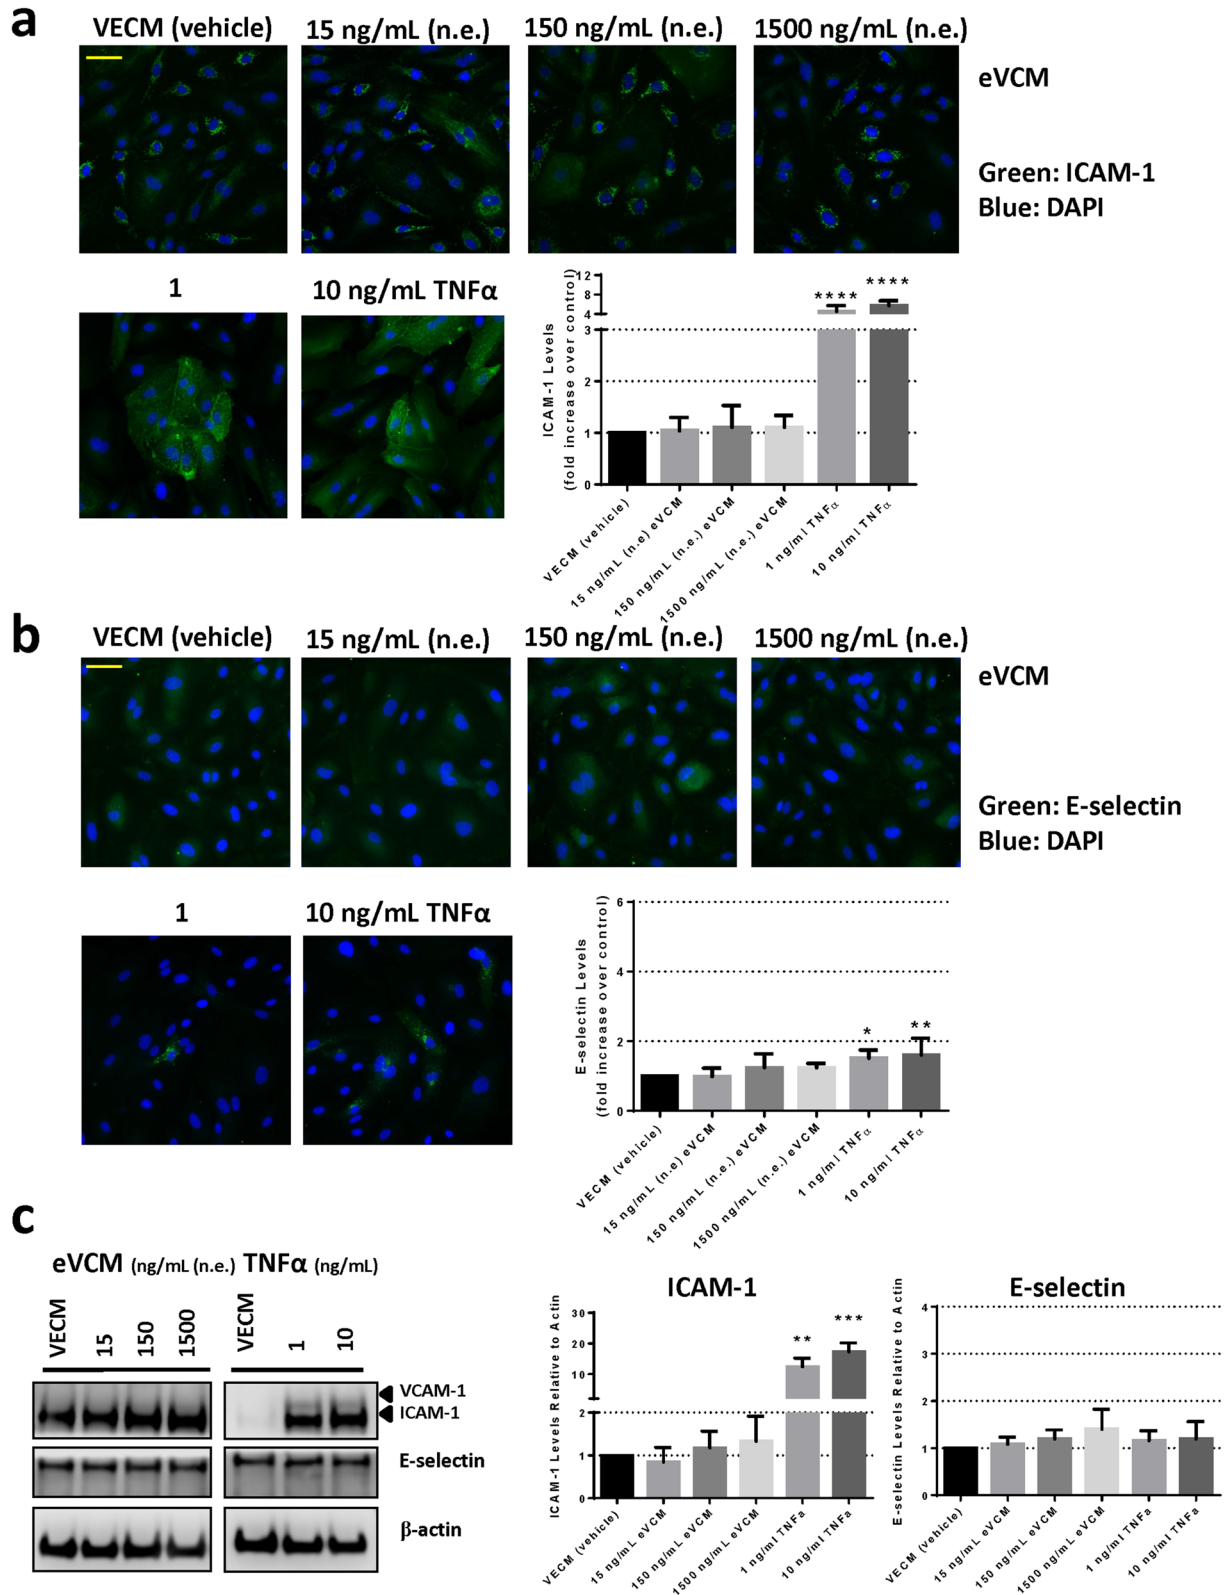 a
VECM (vehicle)
15 ng/mL (n.e.)
150 ng/mL (n.e.)
1500 ng/mL (n.e.)
eVCM
Green: ICAM-1
Blue: DAPI
1
10 ng/mL TNFα
ICAM-1 Levels
(fold increase over control)
12
8
4
3
2
1
0
****
****
VECM (vehicle)
15 ng/mL (n.e) eVCM
150 ng/mL (n.e.) eVCM
1500 ng/mL (n.e.) eVCM
1 ng/ml TNFα
10 ng/ml TNFα
b
VECM (vehicle)
15 ng/mL (n.e.)
150 ng/mL (n.e.)
1500 ng/mL (n.e.)
eVCM
Green: E-selectin
Blue: DAPI
1
10 ng/mL TNFα
E-selectin Levels
(fold increase over control)
6
4
2
0
*
**
VECM (vehicle)
15 ng/mL (n.e) eVCM
150 ng/mL (n.e.) eVCM
1500 ng/mL (n.e.) eVCM
1 ng/ml TNFα
10 ng/ml TNFα
c
eVCM (ng/mL (n.e.) TNFα (ng/mL)
VECM
15
150
1500
VECM
1
10
VCAM-1
ICAM-1
E-selectin
β-actin
ICAM-1
ICAM-1 Levels Relative to Actin
30
20
10
2
1
0
**
***
VECM (vehicle)
15 ng/mL eVCM
150 ng/mL eVCM
1500 ng/mL eVCM
1 ng/ml TNFa
10 ng/ml TNFa
E-selectin
E-selectin Levels Relative to Actin
4
3
2
1
0
VECM (vehicle)
15 ng/mL eVCM
150 ng/mL eVCM
1500 ng/mL eVCM
1 ng/ml TNFa
10 ng/ml TNFa